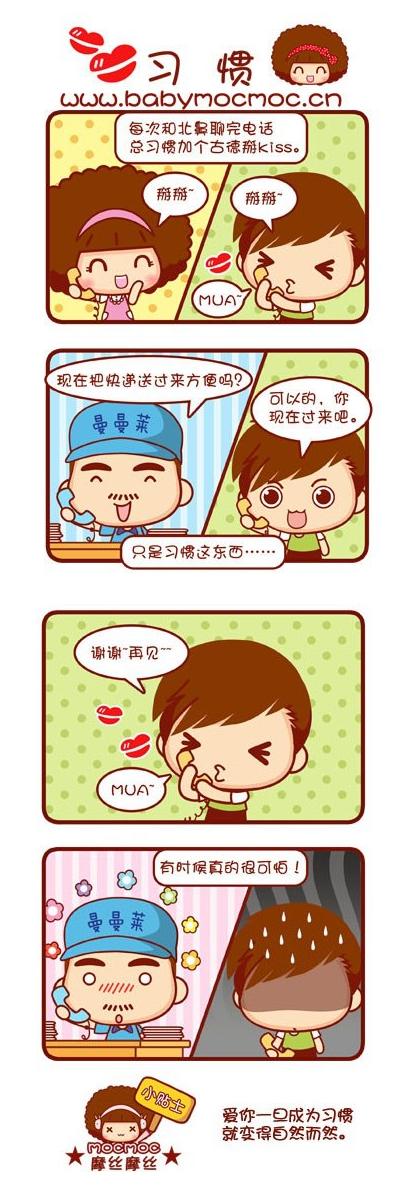 习 惯
www.babymocmoc.cn
每次和北鼻聊完电话
总习惯加个古德掰Kiss。
掰掰~
掰掰~
MUA~
现在把快递送过来方便吗?
可以的，你
现在过来吧。
曼曼莱
只是习惯这东西……
谢谢~再见~~
MUA~
有时候真的很可怕！
曼曼莱
小贴士
MOCMOC
摩丝摩丝
爱你一旦成为习惯
就变得自然而然。